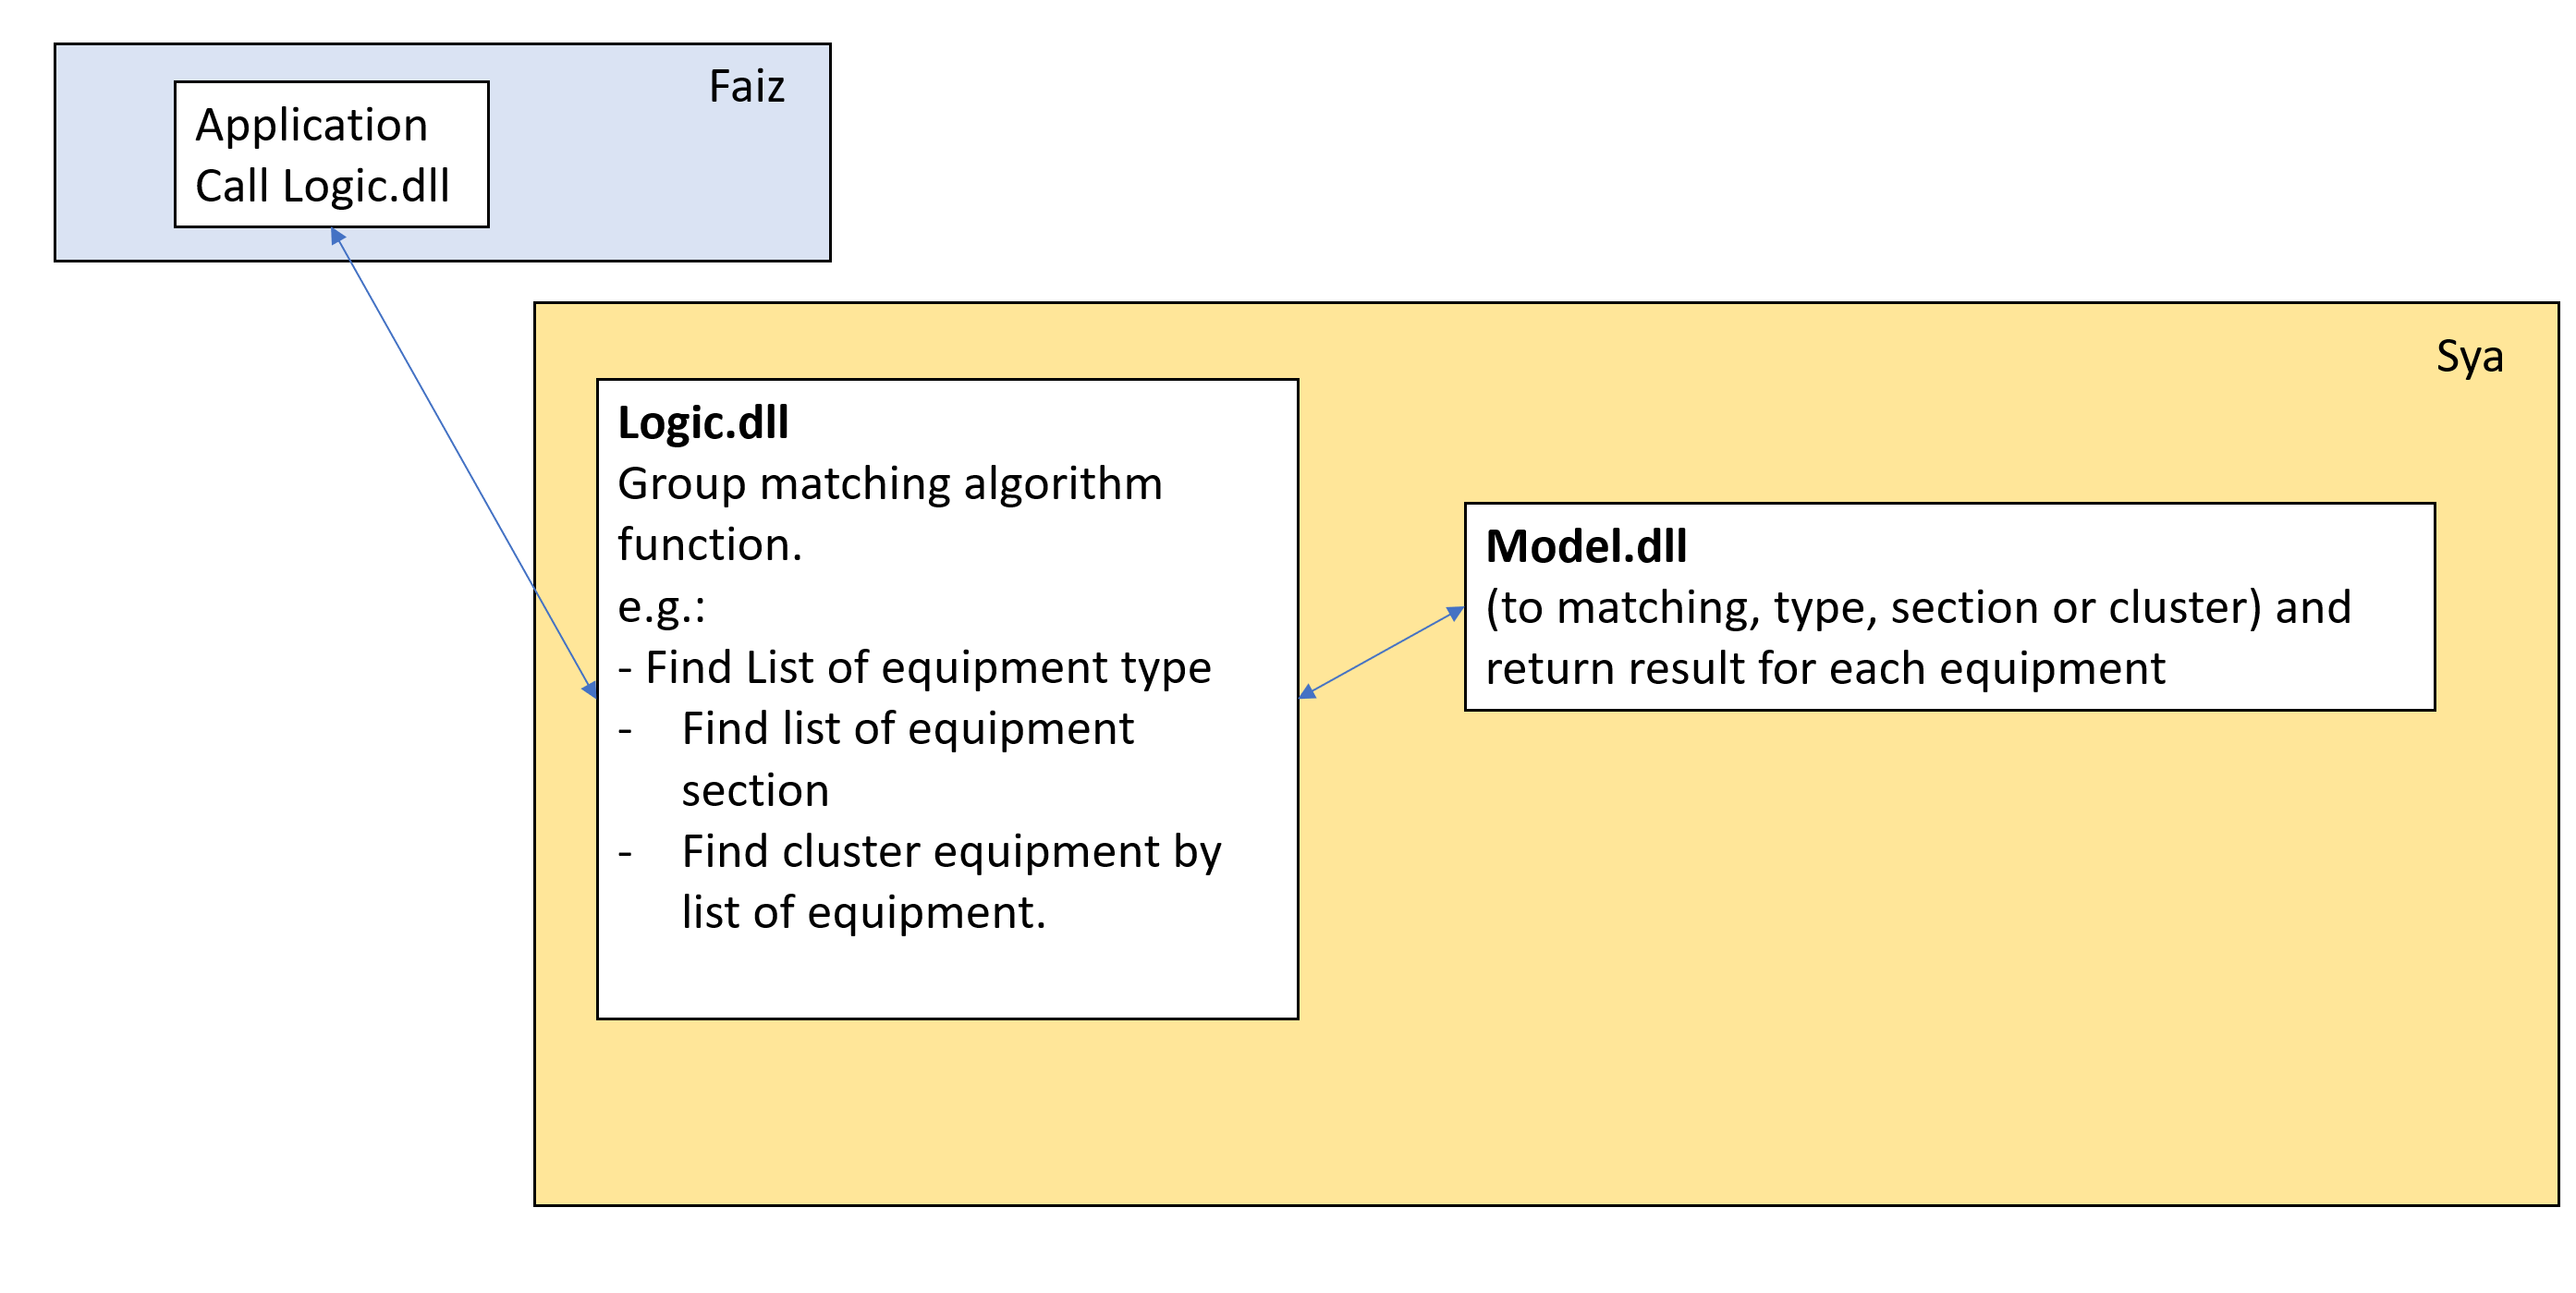 Faiz
Application
Call Logic.dll
Sya
Logic.dll
Group matching algorithm
function.
e.g.:
- Find List of equipment type
- Find list of equipment
section
- Find cluster equipment by
list of equipment.
Model.dll
(to matching, type, section or cluster) and
return result for each equipment